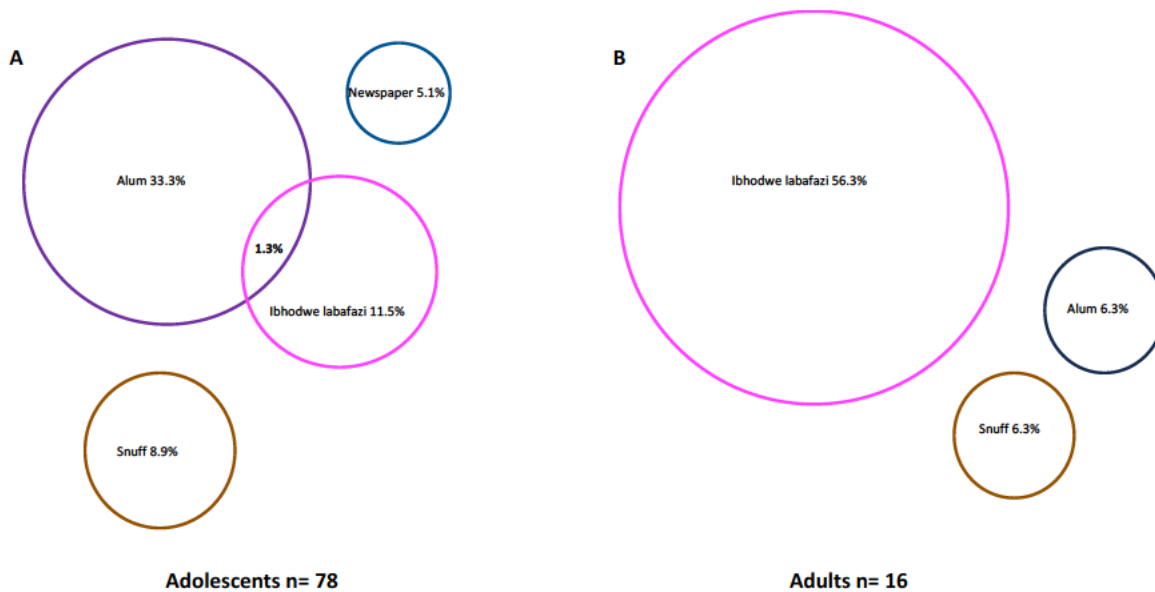 A
Newspaper 5.1%
Alum 33.3%
1.3%
Ibhodwe labafazi 11.5%
Snuff 8.9%
Adolescents n= 78
B
Ibhodwe labafazi 56.3%
Alum 6.3%
Snuff 6.3%
Adults n= 16